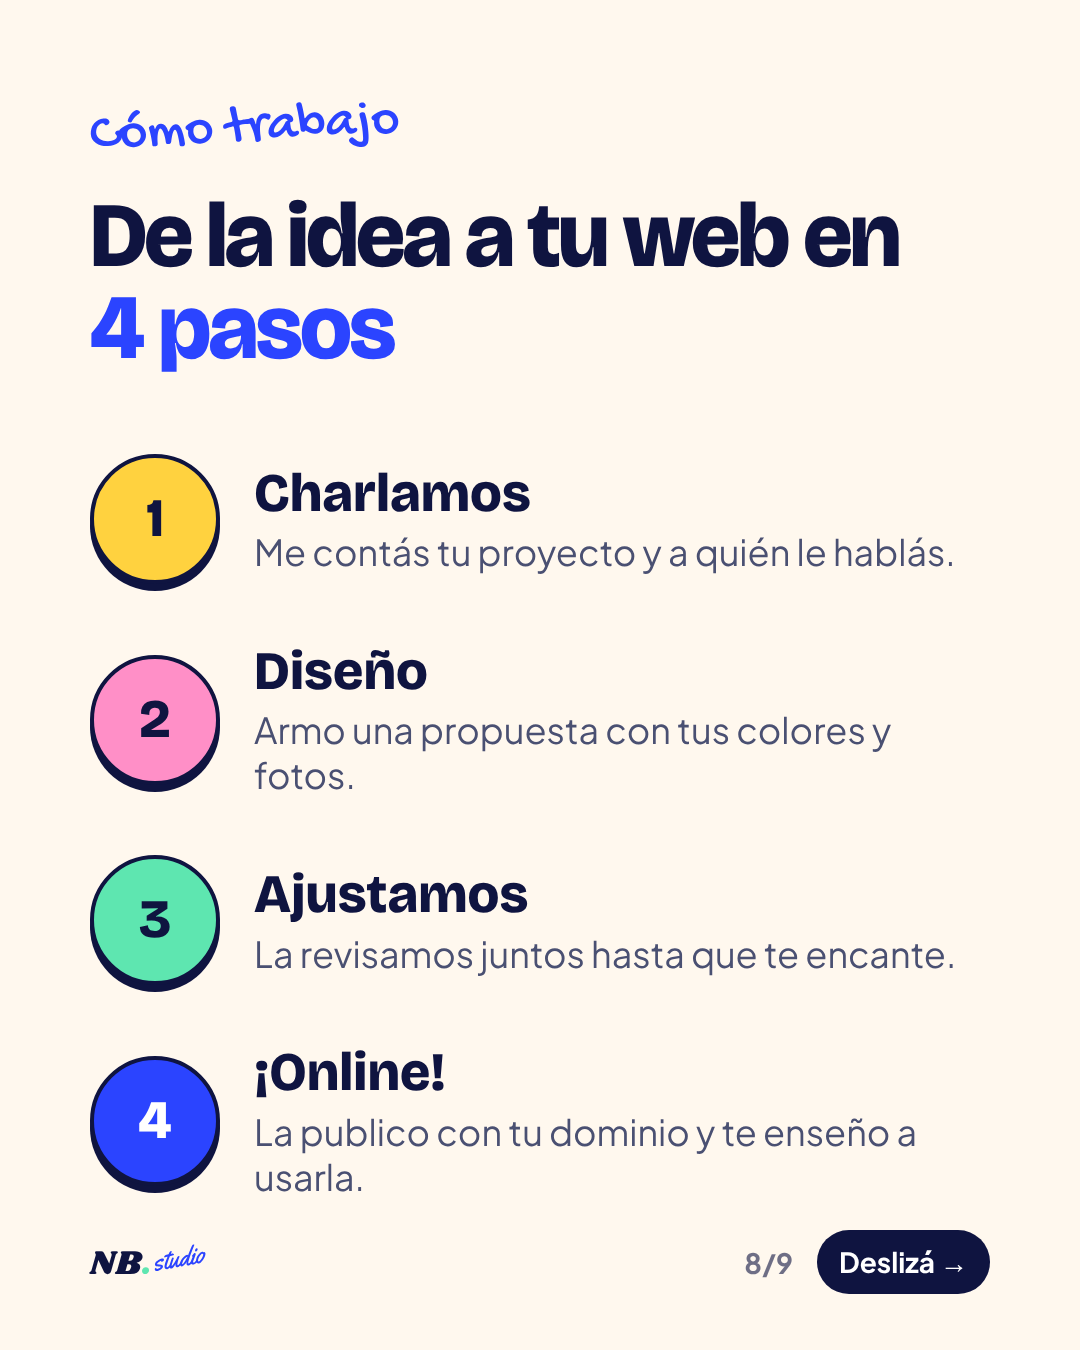 Cómo trabajo
De la idea a tu web en
4 pasos
1
Charlamos
Me contás tu proyecto y a quién le hablás.
2
Diseño
Armo una propuesta con tus colores y
fotos.
3
Ajustamos
La revisamos juntos hasta que te encante.
4
¡Online!
La publico con tu dominio y te enseño a
usarla.
NB. studio
8/9
Deslizá →